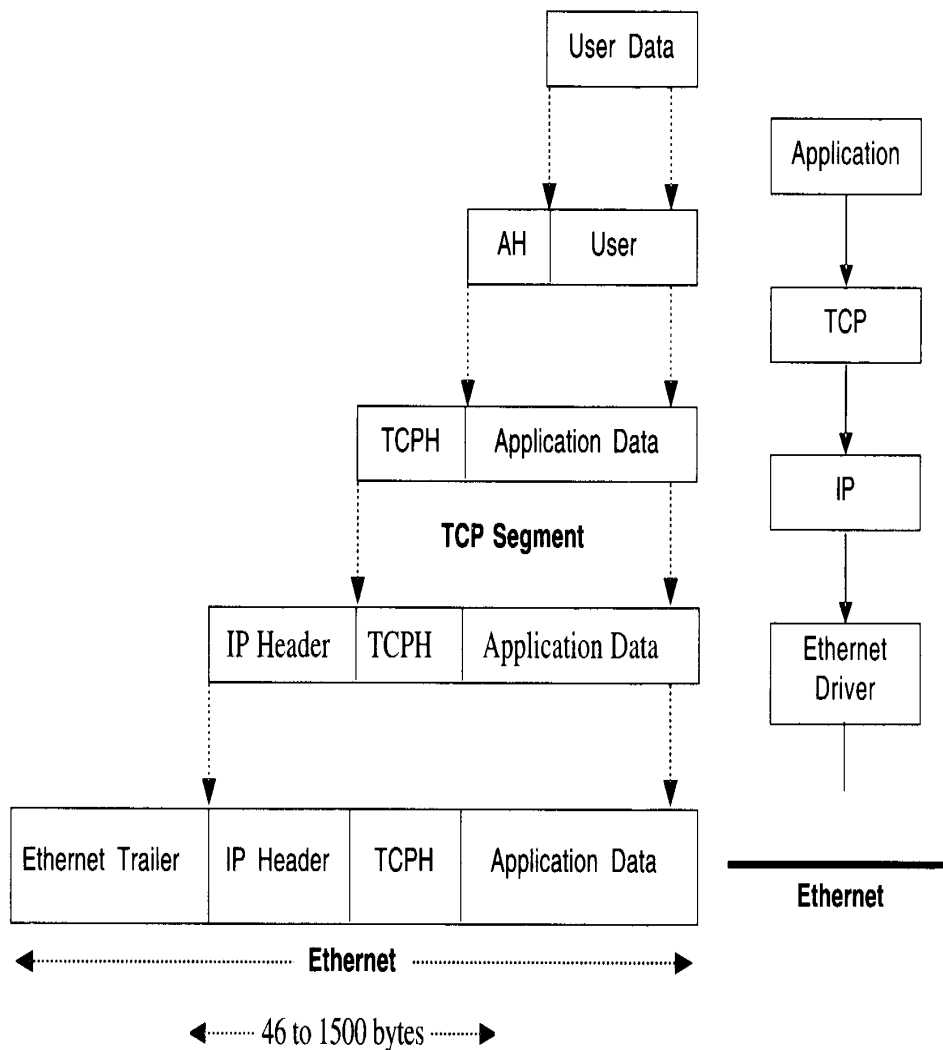 User Data
Application
AH User
TCP
TCPH Application Data
IP
TCP Segment
IP Header TCPH Application Data
Ethernet
Driver
Ethernet Trailer IP Header TCPH Application Data
Ethernet
Ethernet
46 to 1500 bytes